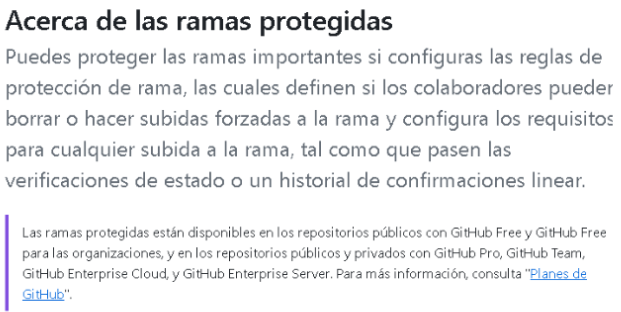 Acerca de las ramas protegidas
Puedes proteger las ramas importantes si configuras las reglas de
protección de rama, las cuales definen si los colaboradores pueden
borrar o hacer subidas forzadas a la rama y configura los requisitos
para cualquier subida a la rama, tal como que pasen las
verificaciones de estado o un historial de confirmaciones linear.
Las ramas protegidas están disponibles en los repositorios públicos con GitHub Free y GitHub Free
para las organizaciones, y en los repositorios públicos y privados con GitHub Pro, GitHub Team,
GitHub Enterprise Cloud, y GitHub Enterprise Server. Para más información, consulta "Planes de
GitHub".